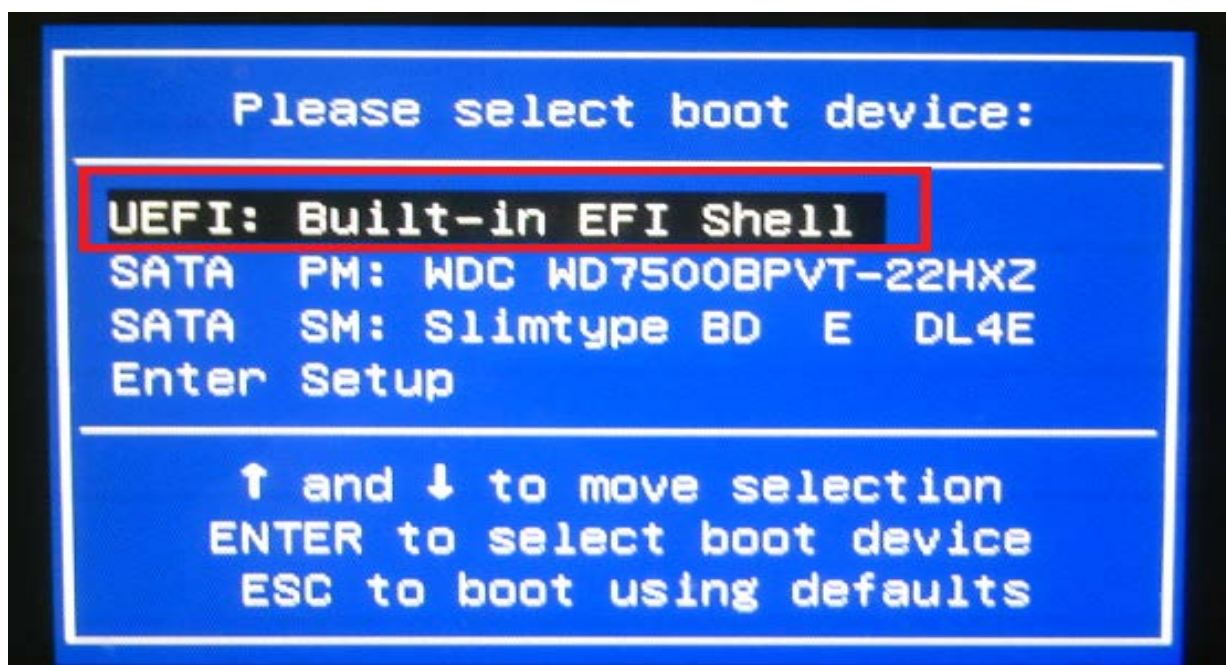 Please select boot device:
UEFI: Built-in EFI Shell
SATA PM: WDC WD7500BPVT-22HXZ
SATA SM: Slimtype BD E DL4E
Enter Setup
↑ and ↓ to move selection
ENTER to select boot device
ESC to boot using defaults